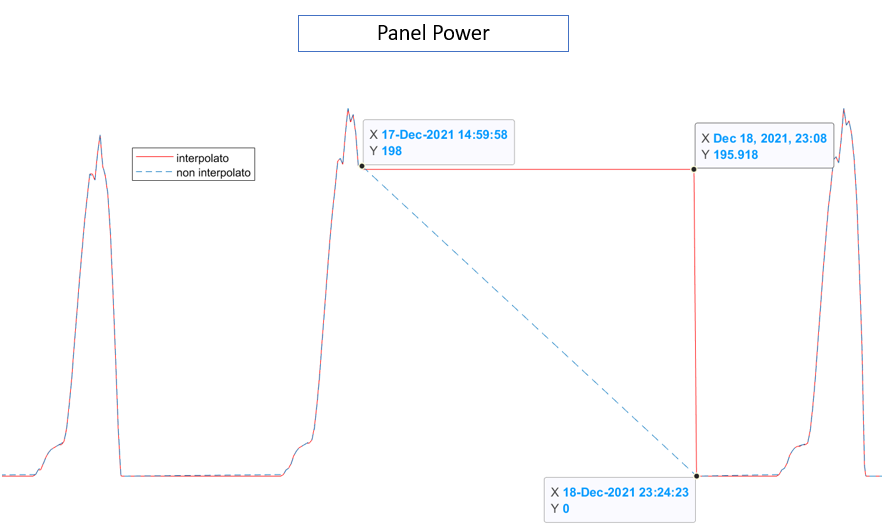 Panel Power
X 17-Dec-2021 14:59:58
Y 198
X Dec 18, 2021, 23:08
Y 195.918
interpolato
non interpolato
X 18-Dec-2021 23:24:23
Y 0